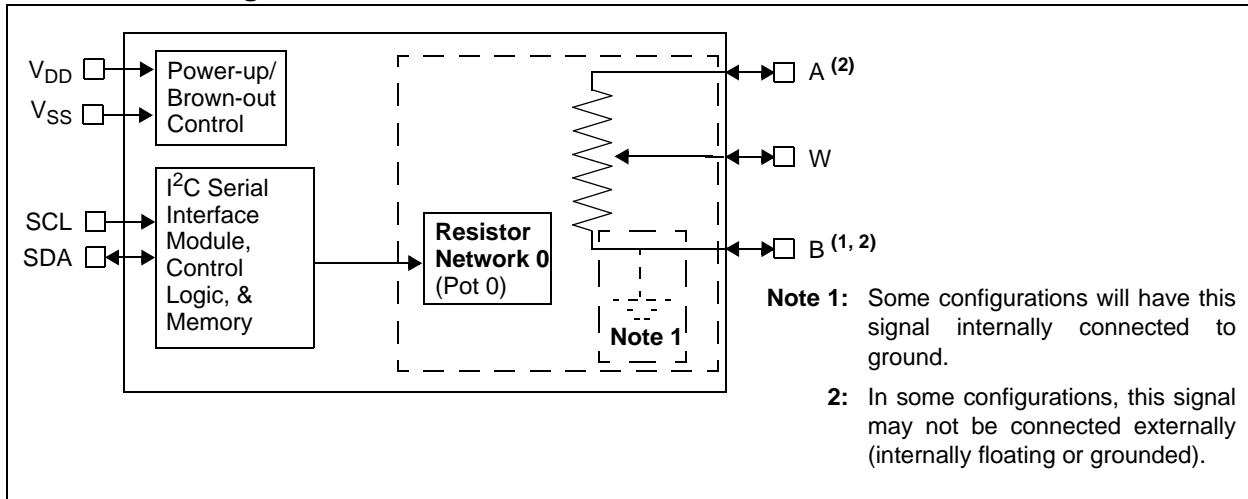 VDD
VSS
SCL
SDA
Power-up/
Brown-out
Control
I2C Serial
Interface
Module,
Control
Logic, &
Memory
Resistor
Network 0
(Pot 0)
Note 1
A (2)
W
B (1, 2)
Note 1: Some configurations will have this
signal internally connected to
ground.
2: In some configurations, this signal
may not be connected externally
(internally floating or grounded).